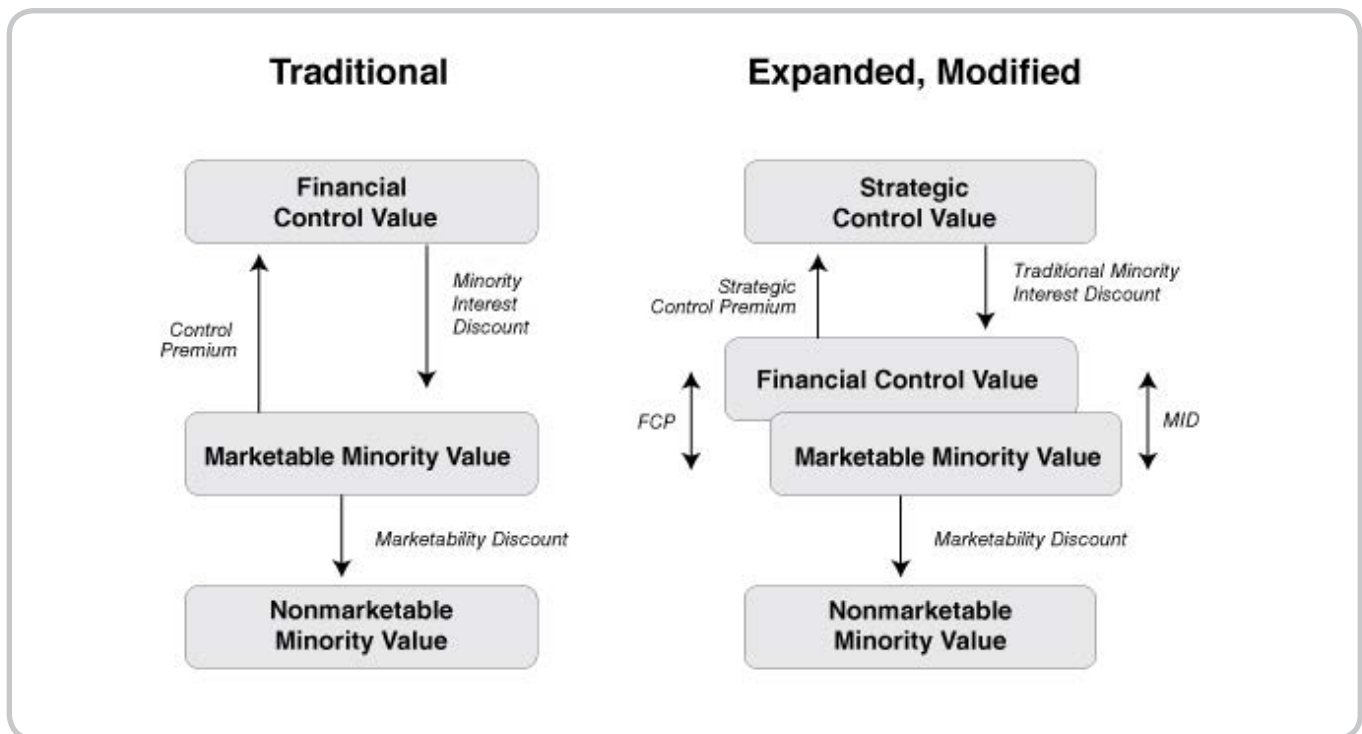 Traditional
Financial
Control Value
Minority
Interest
Discount
Control
Premium
Marketable Minority Value
Marketability Discount
Nonmarketable
Minority Value
Expanded, Modified
Strategic
Control Value
Strategic
Control Premium
Traditional Minority
Interest Discount
Financial Control Value
FCP
MID
Marketable Minority Value
Marketability Discount
Nonmarketable
Minority Value